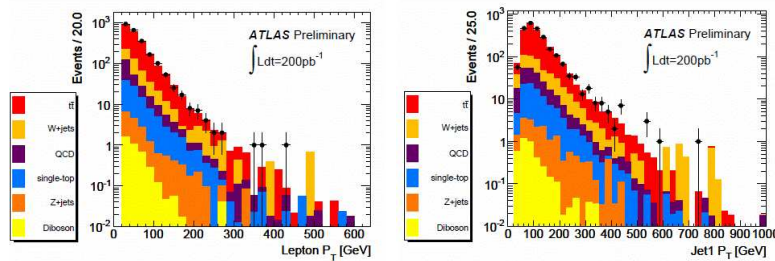 Events / 20.0
10³
10²
10
1
10⁻¹
10⁻²
ATLAS Preliminary
∫Ldt=200pb⁻¹
tt̄
W+jets
QCD
single-top
Z+jets
Diboson
0 100 200 300 400 500 600
Lepton P_T [GeV]
Events / 25.0
10³
10²
10
1
10⁻¹
10⁻²
ATLAS Preliminary
∫Ldt=200pb⁻¹
tt̄
W+jets
QCD
single-top
Z+jets
Diboson
0 100 200 300 400 500 600 700 800 900 1000
Jet1 P_T [GeV]